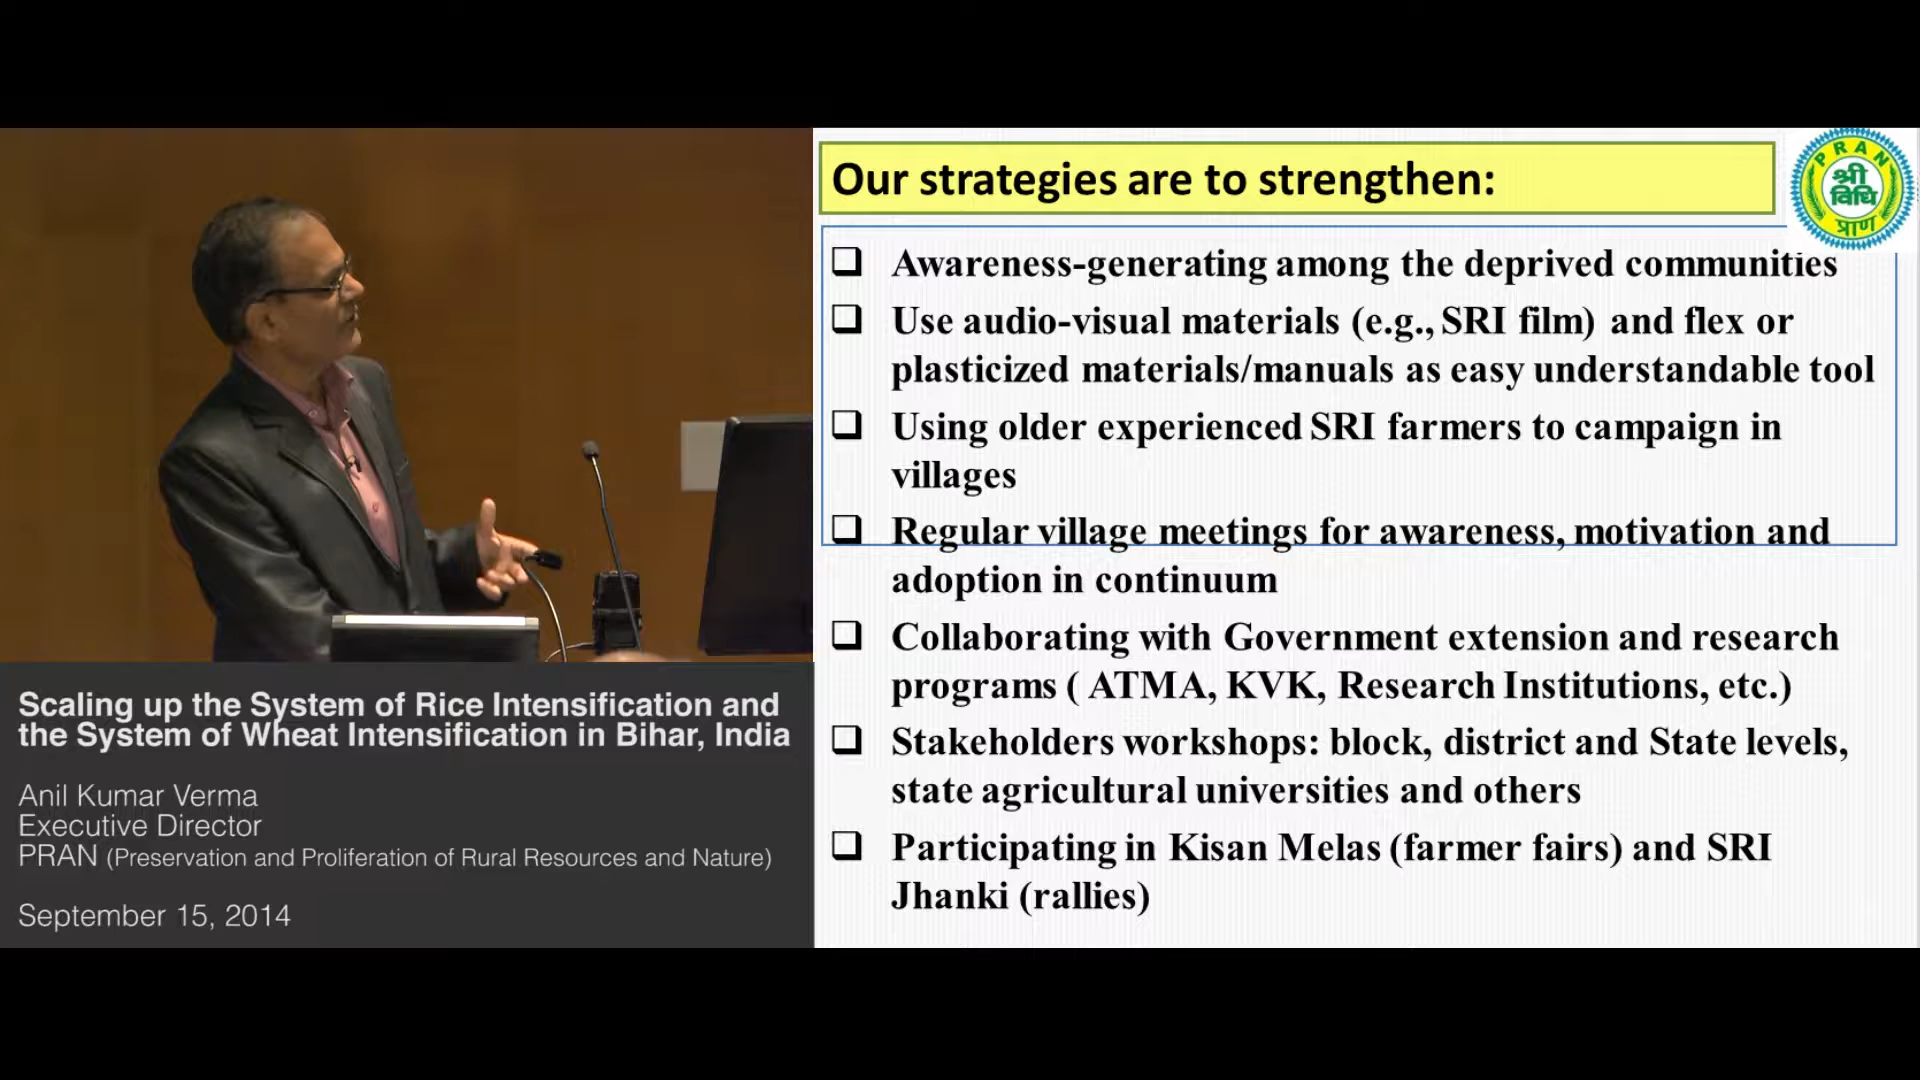 Our strategies are to strengthen:
PRAN
श्री
विधि
प्राण
❑ Awareness-generating among the deprived communities
❑ Use audio-visual materials (e.g., SRI film) and flex or
plasticized materials/manuals as easy understandable tool
❑ Using older experienced SRI farmers to campaign in
villages
❑ Regular village meetings for awareness, motivation and
adoption in continuum
❑ Collaborating with Government extension and research
programs ( ATMA, KVK, Research Institutions, etc.)
❑ Stakeholders workshops: block, district and State levels,
state agricultural universities and others
❑ Participating in Kisan Melas (farmer fairs) and SRI
Jhanki (rallies)
Scaling up the System of Rice Intensification and
the System of Wheat Intensification in Bihar, India
Anil Kumar Verma
Executive Director
PRAN (Preservation and Proliferation of Rural Resources and Nature)
September 15, 2014